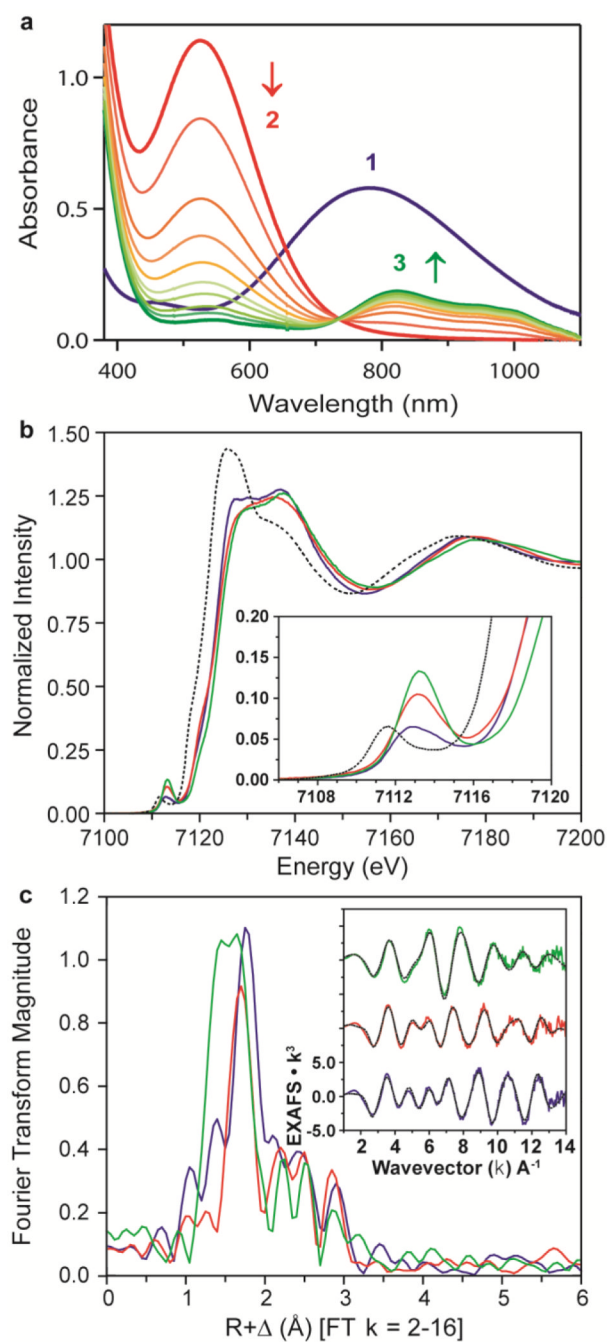 a
1.0
0.5
0.0
Absorbance
2
1
3
400 600 800 1000
Wavelength (nm)
b
1.50
1.25
1.00
0.75
0.50
0.25
0.00
Normalized Intensity
0.20
0.15
0.10
0.05
0.00
7108 7112 7116 7120
7100 7120 7140 7160 7180 7200
Energy (eV)
c
1.2
1.0
0.8
0.6
0.4
0.2
0.0
Fourier Transform Magnitude
EXAFS • k³
5.0
0.0
-5.0
2 4 6 8 10 12 14
Wavevector (k) A⁻¹
0 1 2 3 4 5 6
R+Δ (Å) [FT k = 2-16]